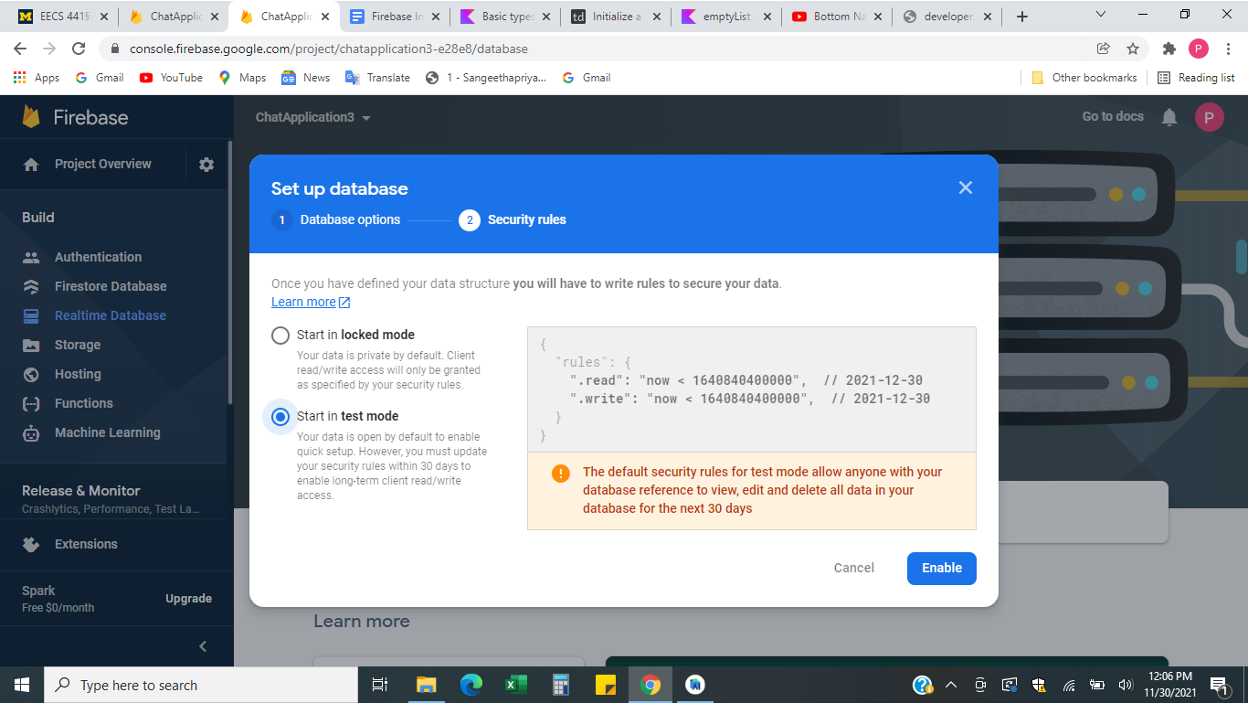 EECS 441
ChatApplic
ChatApplic
Firebase In
Basic types
td
Initialize a
emptyList
Bottom Na
developer.
console.firebase.google.com/project/chatapplication3-e28e8/database
P
Apps
Gmail
YouTube
Maps
News
Translate
1 - Sangeethapriya...
Gmail
Other bookmarks
Reading list
Firebase
ChatApplication3
Go to docs
P
Project Overview
Build
Authentication
Firestore Database
Realtime Database
Storage
Hosting
Functions
Machine Learning
Release & Monitor
Crashlytics, Performance, Test La...
Extensions
Spark
Free $0/month
Upgrade
Set up database
1 Database options
2 Security rules
Once you have defined your data structure you will have to write rules to secure your data.
Learn more
Start in locked mode
Your data is private by default. Client
read/write access will only be granted
as specified by your security rules.
Start in test mode
Your data is open by default to enable
quick setup. However, you must update
your security rules within 30 days to
enable long-term client read/write
access.
{
"rules": {
".read": "now < 1640840400000", // 2021-12-30
".write": "now < 1640840400000", // 2021-12-30
}
}
! The default security rules for test mode allow anyone with your
database reference to view, edit and delete all data in your
database for the next 30 days
Cancel
Enable
Learn more
Type here to search
12:06 PM
11/30/2021
1